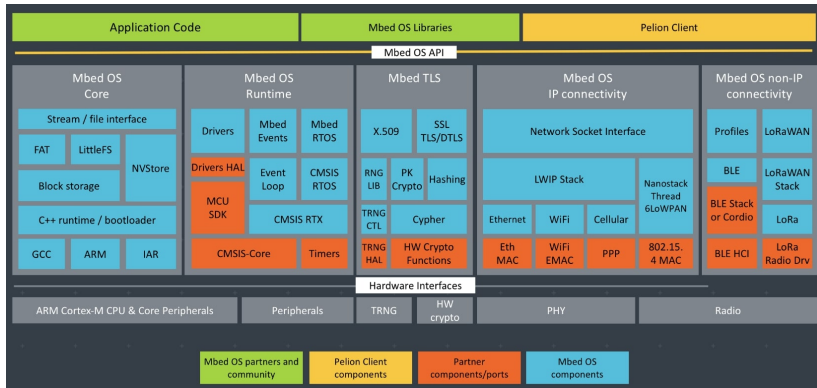 Application Code
Mbed OS Libraries
Pelion Client
Mbed OS API
Mbed OS
Core
Stream / file interface
FAT
LittleFS
NVStore
Block storage
C++ runtime / bootloader
GCC
ARM
IAR
Mbed OS
Runtime
Drivers
Mbed
Events
Mbed
RTOS
Drivers HAL
Event
Loop
CMSIS
RTOS
MCU
SDK
CMSIS RTX
CMSIS-Core
Timers
Mbed TLS
X.509
SSL
TLS/DTLS
RNG
LIB
PK
Crypto
Hashing
TRNG
CTL
Cypher
TRNG
HAL
HW Crypto
Functions
Mbed OS
IP connectivity
Network Socket Interface
LWIP Stack
Nanostack
Thread
6LoWPAN
Ethernet
WiFi
Cellular
Eth
MAC
WiFi
EMAC
PPP
802.15.
4 MAC
Mbed OS non-IP
connectivity
Profiles
LoRaWAN
BLE
LoRaWAN
Stack
BLE Stack
or Cordio
LoRa
BLE HCI
LoRa
Radio Drv
Hardware Interfaces
ARM Cortex-M CPU & Core Peripherals
Peripherals
TRNG
HW
crypto
PHY
Radio
Mbed OS partners and
community
Pelion Client
components
Partner
components/ports
Mbed OS
components